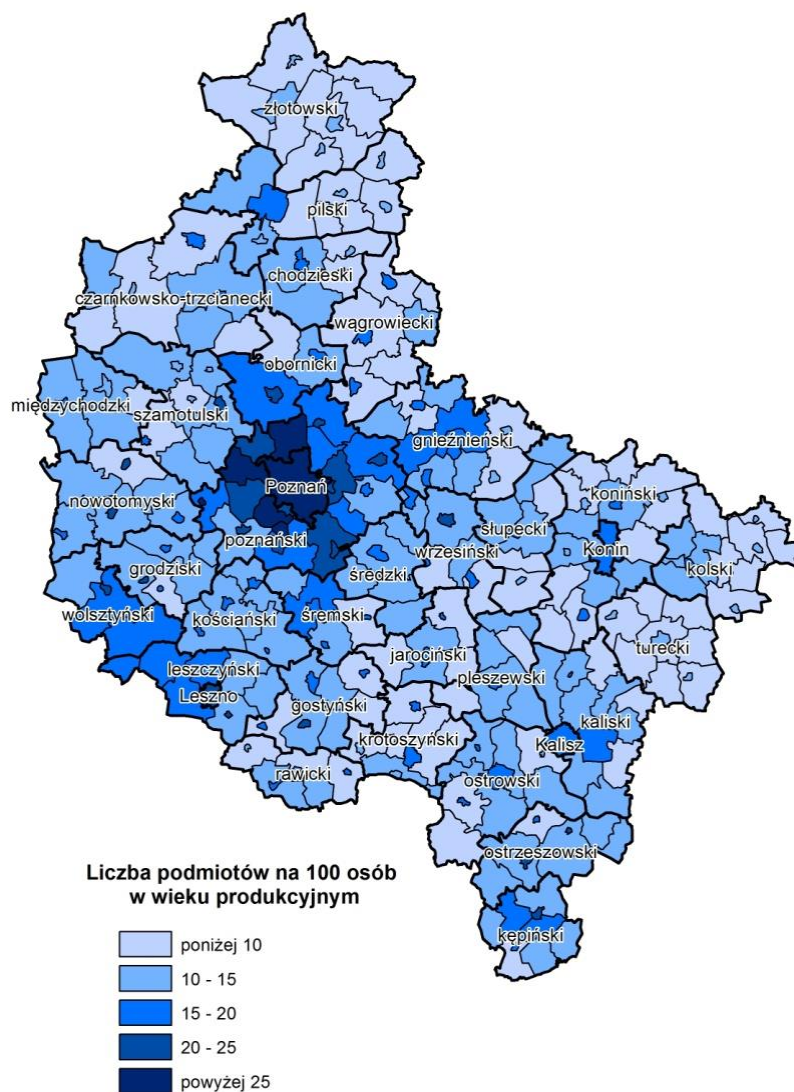 złotowski
pilski
chodzieski
czarnkowsko-trzcianecki
wągrowiecki
obornicki
międzychodzki
szamotulski
gnieźnieński
Poznań
koniński
nowotomyski
słupecki
Konin
poznański
wrzesiński
kolski
grodziski
średzki
wolsztyński
kościański
śremski
turecki
jarociński
leszczyński
pleszewski
Leszno
gostyński
kaliski
krotoszyński
Kalisz
rawicki
ostrowski
ostrzeszowski
kępiński
Liczba podmiotów na 100 osób
w wieku produkcyjnym
poniżej 10
10 - 15
15 - 20
20 - 25
powyżej 25